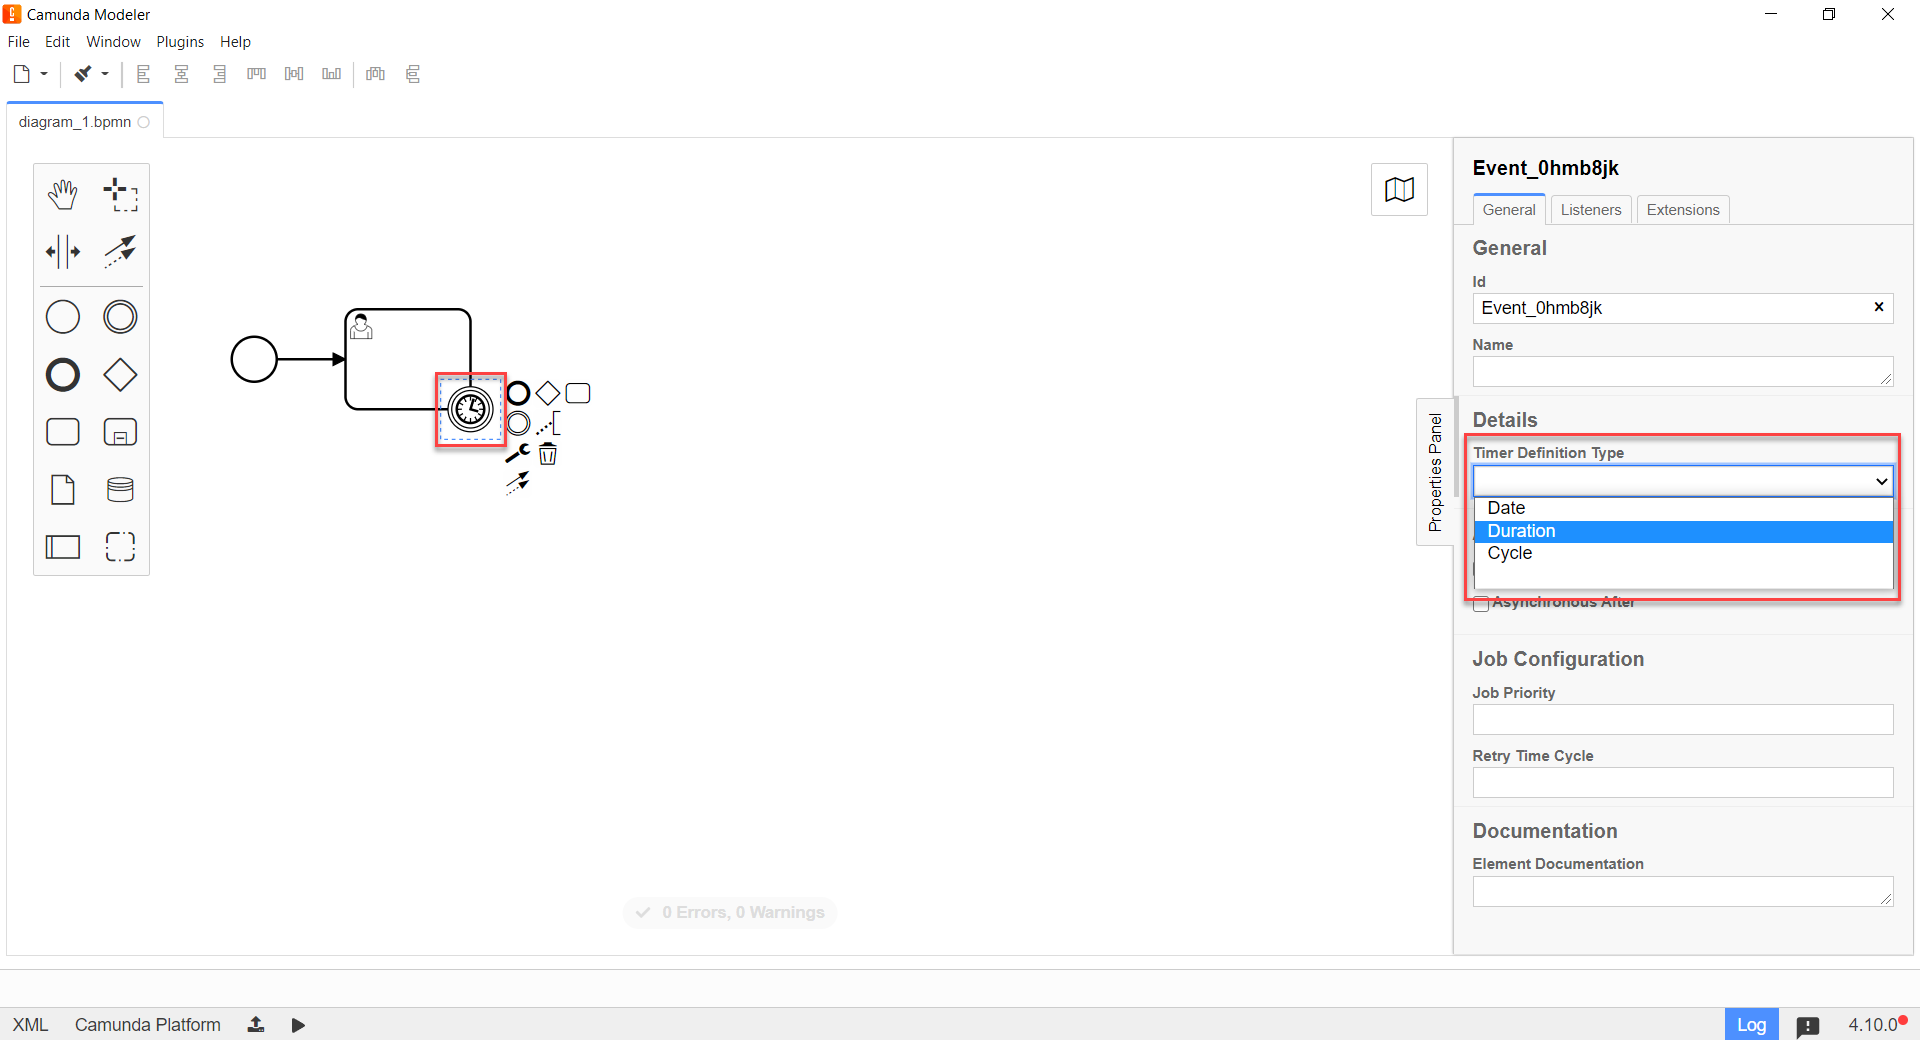 Camunda Modeler
File Edit Window Plugins Help
diagram_1.bpmn
Event_0hmb8jk
General Listeners Extensions
General
Id
Event_0hmb8jk
Name
Properties Panel
Details
Timer Definition Type
Date
Duration
Cycle
Asynchronous After
Job Configuration
Job Priority
Retry Time Cycle
Documentation
Element Documentation
0 Errors, 0 Warnings
XML Camunda Platform Log 4.10.0